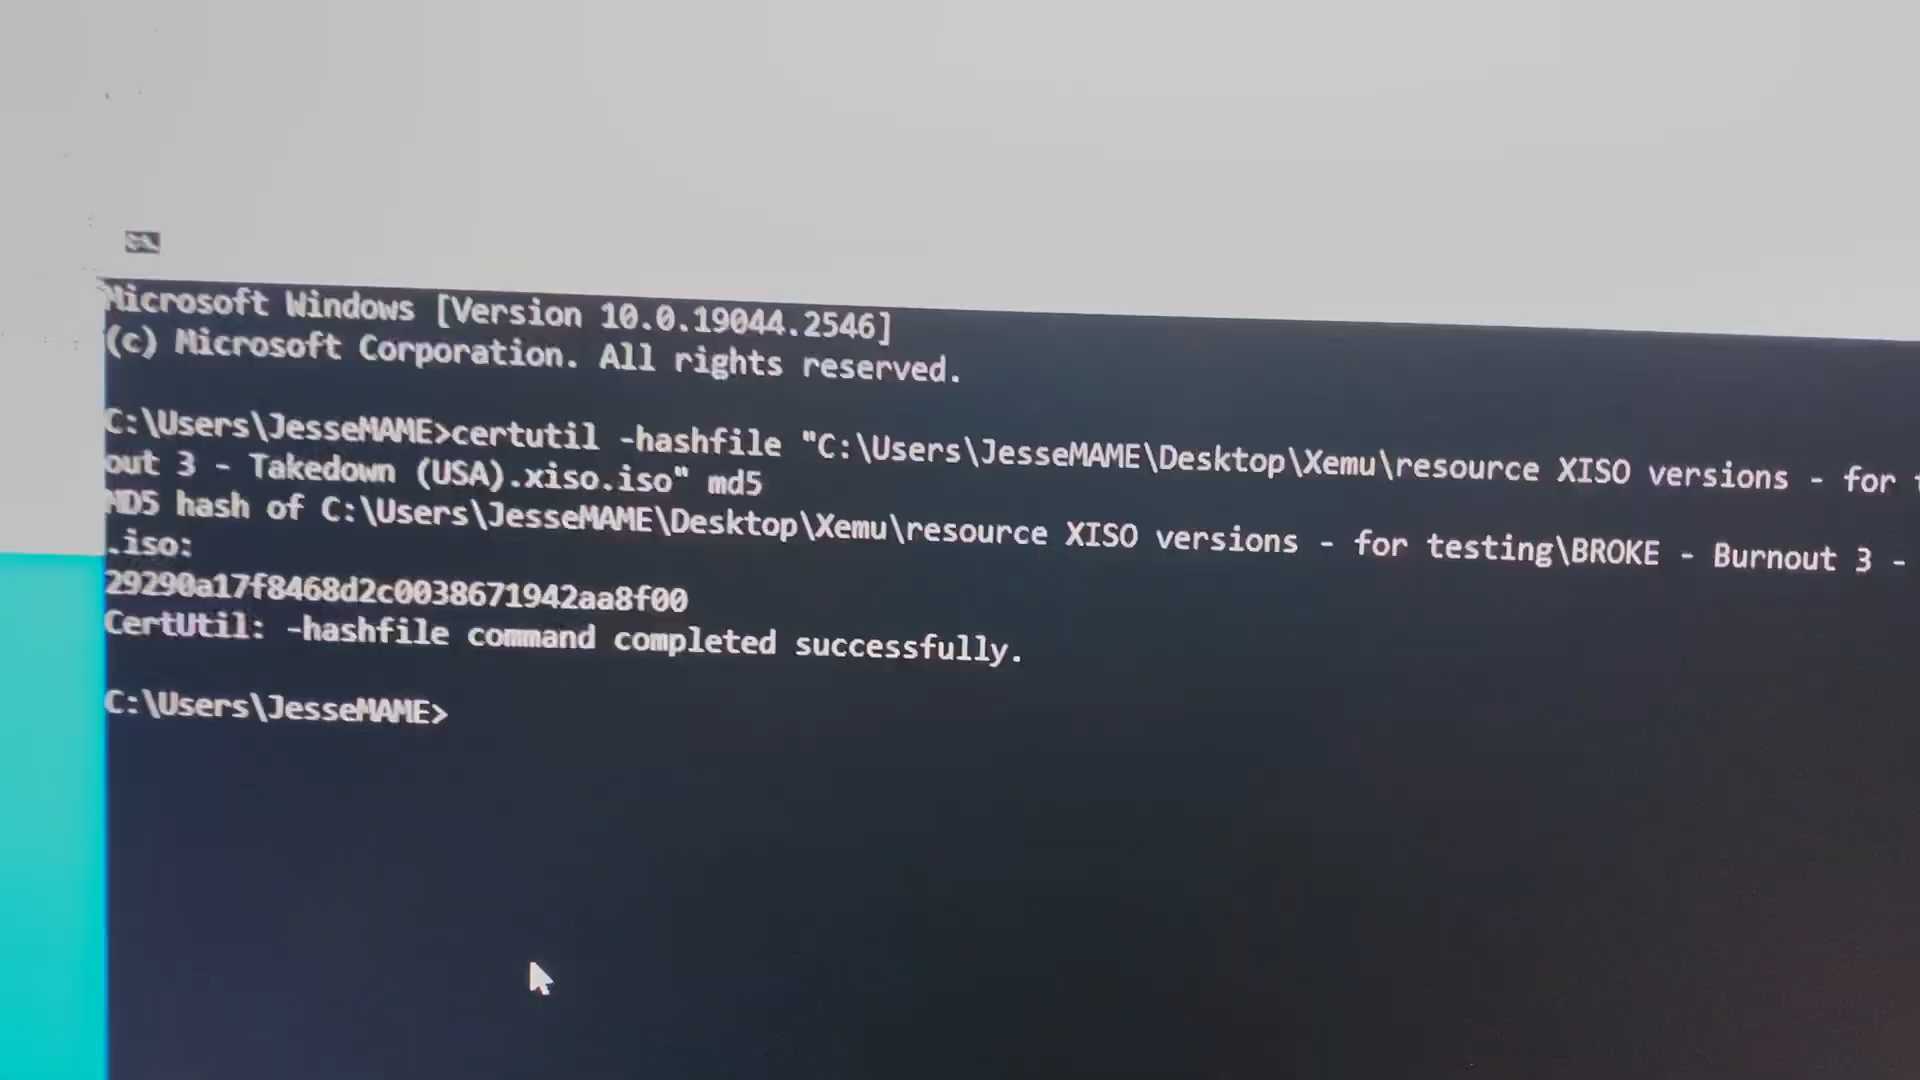 Microsoft Windows [Version 10.0.19044.2546]
(c) Microsoft Corporation. All rights reserved.
C:\Users\JesseMAME>certutil -hashfile "C:\Users\JesseMAME\Desktop\Xemu\resource XISO versions - for
out 3 - Takedown (USA).xiso.iso" md5
MD5 hash of C:\Users\JesseMAME\Desktop\Xemu\resource XISO versions - for testing\BROKE - Burnout 3 -
.iso:
29290a17f8468d2c0038671942aa8f00
CertUtil: -hashfile command completed successfully.
C:\Users\JesseMAME>